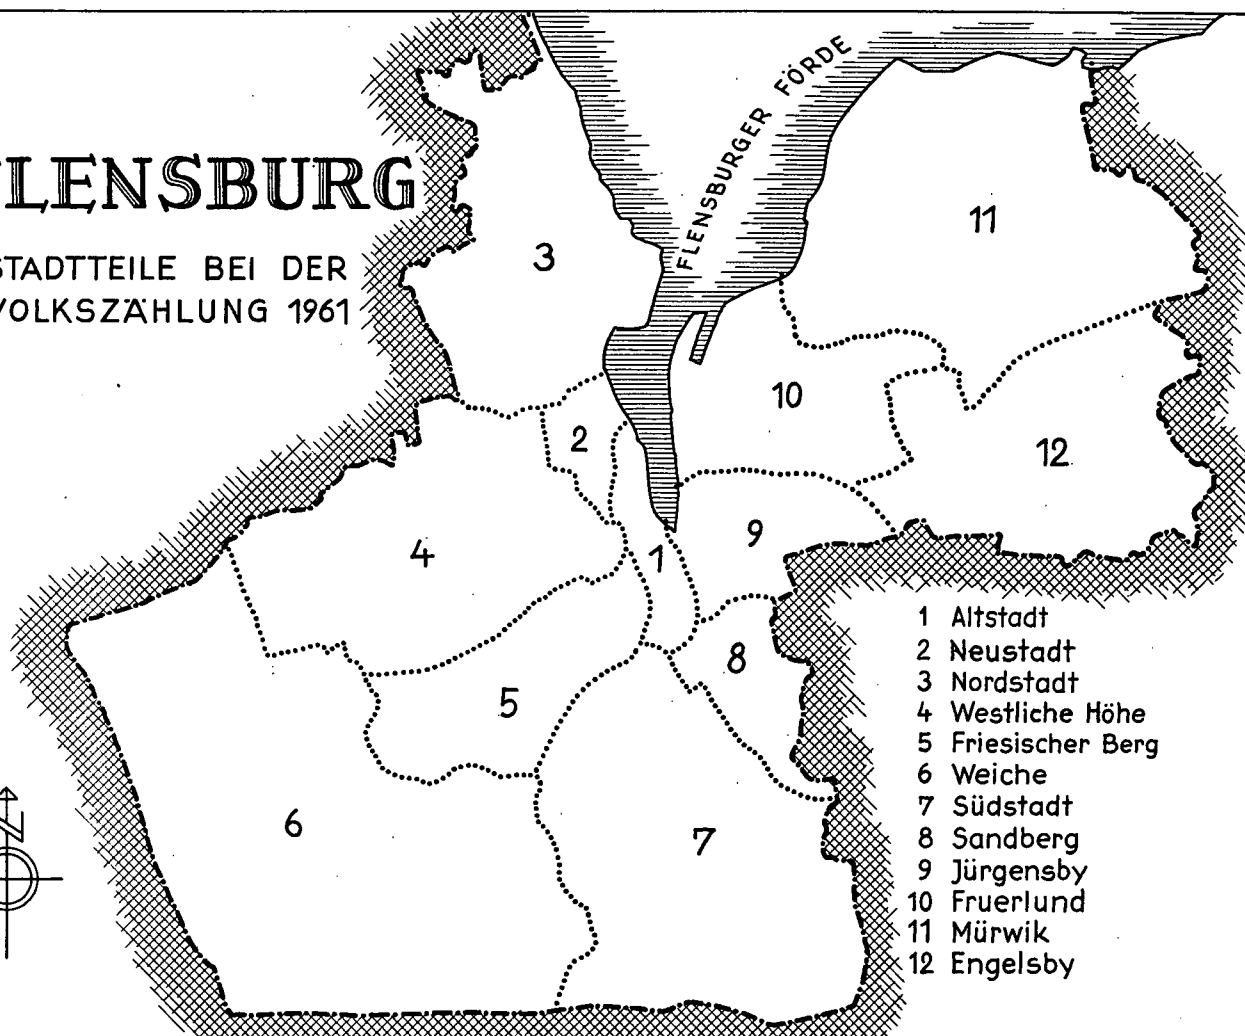 FLENSBURG
STADTTEILE BEI DER
VOLKSZÄHLUNG 1961
FLENSBURGER FÖRDE
3
11
10
2
12
4
9
1
8
5
6
7
N
1 Altstadt
2 Neustadt
3 Nordstadt
4 Westliche Höhe
5 Friesischer Berg
6 Weiche
7 Südstadt
8 Sandberg
9 Jürgensby
10 Fruerlund
11 Mürwik
12 Engelsby